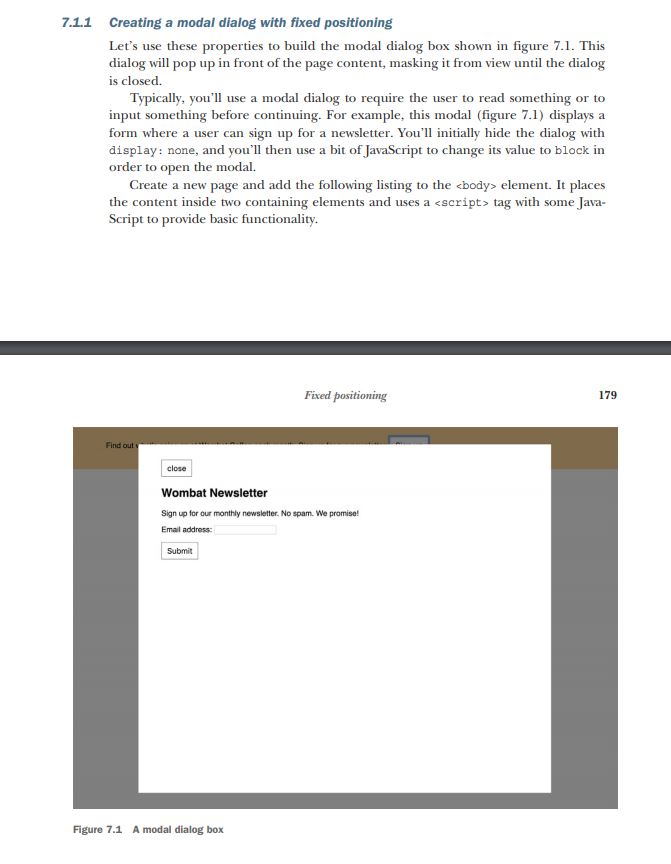 7.1.1 Creating a modal dialog with fixed positioning
Let's use these properties to build the modal dialog box shown in figure 7.1. This
dialog will pop up in front of the page content, masking it from view until the dialog
is closed.
Typically, you'll use a modal dialog to require the user to read something or to
input something before continuing. For example, this modal (figure 7.1) displays a
form where a user can sign up for a newsletter. You'll initially hide the dialog with
display: none, and you'll then use a bit of JavaScript to change its value to block in
order to open the modal.
Create a new page and add the following listing to the <body> element. It places
the content inside two containing elements and uses a <script> tag with some Java-
Script to provide basic functionality.
Fixed positioning
179
Find out
close
Wombat Newsletter
Sign up for our monthly newsletter. No spam. We promise!
Email address:
Submit
Figure 7.1 A modal dialog box